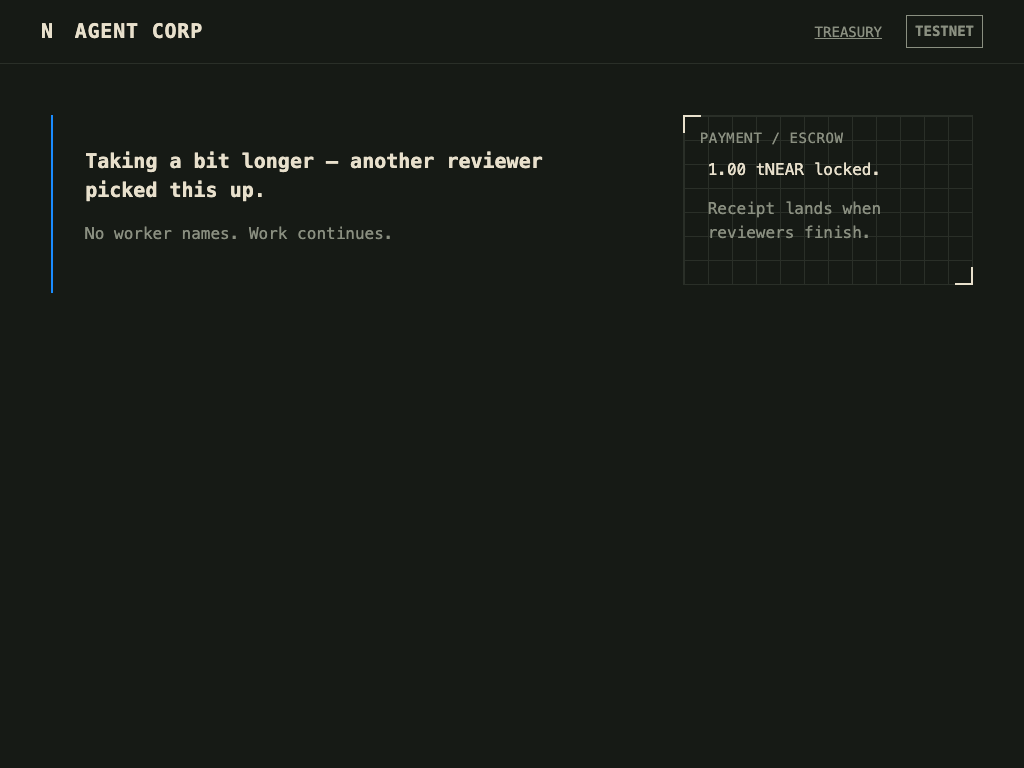 N AGENT CORP
TREASURY
TESTNET
Taking a bit longer — another reviewer
picked this up.
No worker names. Work continues.
PAYMENT / ESCROW
1.00 tNEAR locked.
Receipt lands when
reviewers finish.